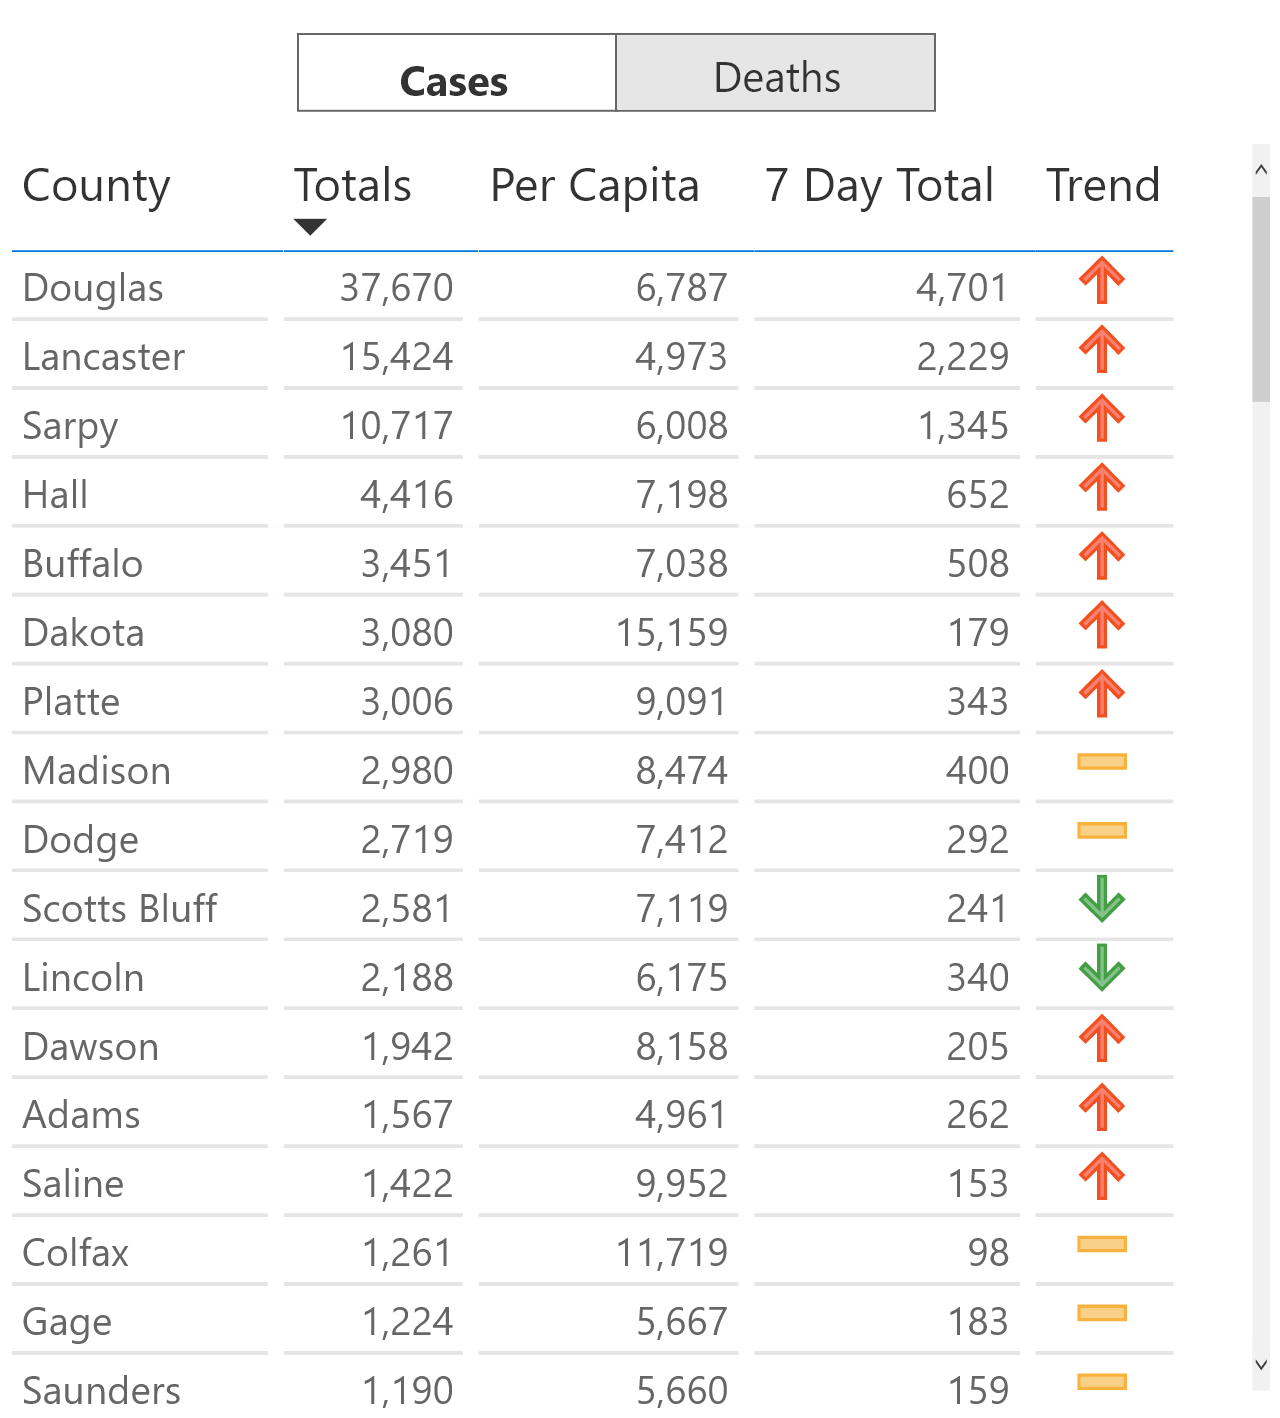 Cases Deaths
County Totals Per Capita 7 Day Total Trend
Douglas 37,670 6,787 4,701
Lancaster 15,424 4,973 2,229
Sarpy 10,717 6,008 1,345
Hall 4,416 7,198 652
Buffalo 3,451 7,038 508
Dakota 3,080 15,159 179
Platte 3,006 9,091 343
Madison 2,980 8,474 400
Dodge 2,719 7,412 292
Scotts Bluff 2,581 7,119 241
Lincoln 2,188 6,175 340
Dawson 1,942 8,158 205
Adams 1,567 4,961 262
Saline 1,422 9,952 153
Colfax 1,261 11,719 98
Gage 1,224 5,667 183
Saunders 1,190 5,660 159